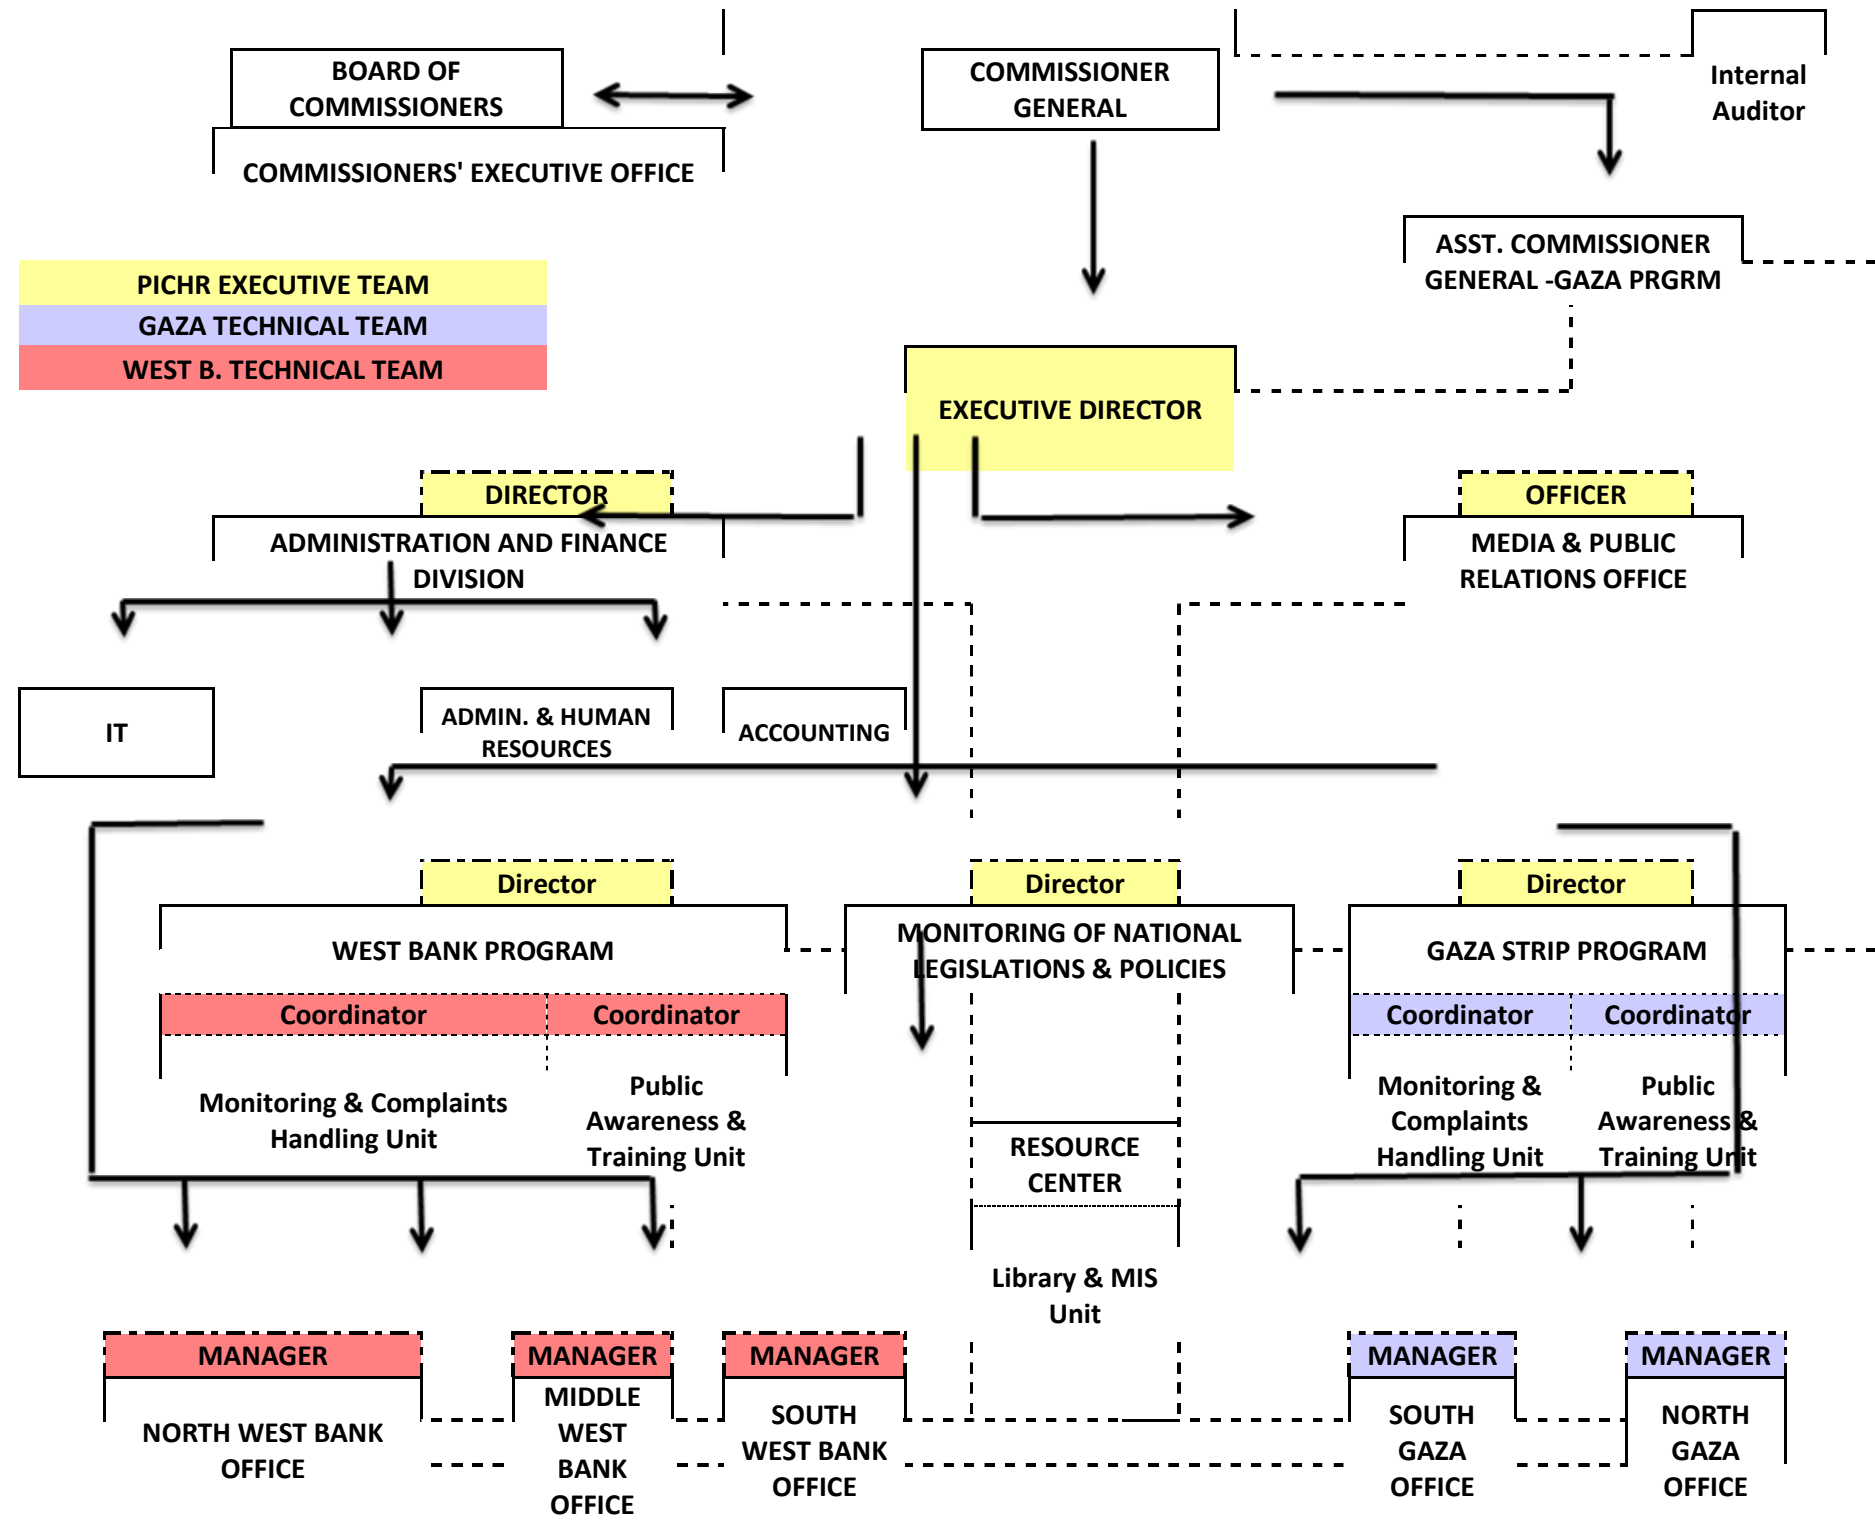 BOARD OF
COMMISSIONERS
COMMISSIONER
GENERAL
Internal
Auditor
COMMISSIONERS' EXECUTIVE OFFICE
ASST. COMMISSIONER
GENERAL -GAZA PRGRM
PICHR EXECUTIVE TEAM
GAZA TECHNICAL TEAM
WEST B. TECHNICAL TEAM
EXECUTIVE DIRECTOR
DIRECTOR
ADMINISTRATION AND FINANCE
DIVISION
OFFICER
MEDIA & PUBLIC
RELATIONS OFFICE
IT
ADMIN. & HUMAN
RESOURCES
ACCOUNTING
Director
WEST BANK PROGRAM
Director
MONITORING OF NATIONAL
LEGISLATIONS & POLICIES
Director
GAZA STRIP PROGRAM
Coordinator
Coordinator
Coordinator
Coordinator
Monitoring & Complaints
Handling Unit
Public
Awareness &
Training Unit
RESOURCE
CENTER
Monitoring &
Complaints
Handling Unit
Public
Awareness &
Training Unit
Library & MIS
Unit
MANAGER
NORTH WEST BANK
OFFICE
MANAGER
MIDDLE
WEST
BANK
OFFICE
MANAGER
SOUTH
WEST BANK
OFFICE
MANAGER
SOUTH
GAZA
OFFICE
MANAGER
NORTH
GAZA
OFFICE